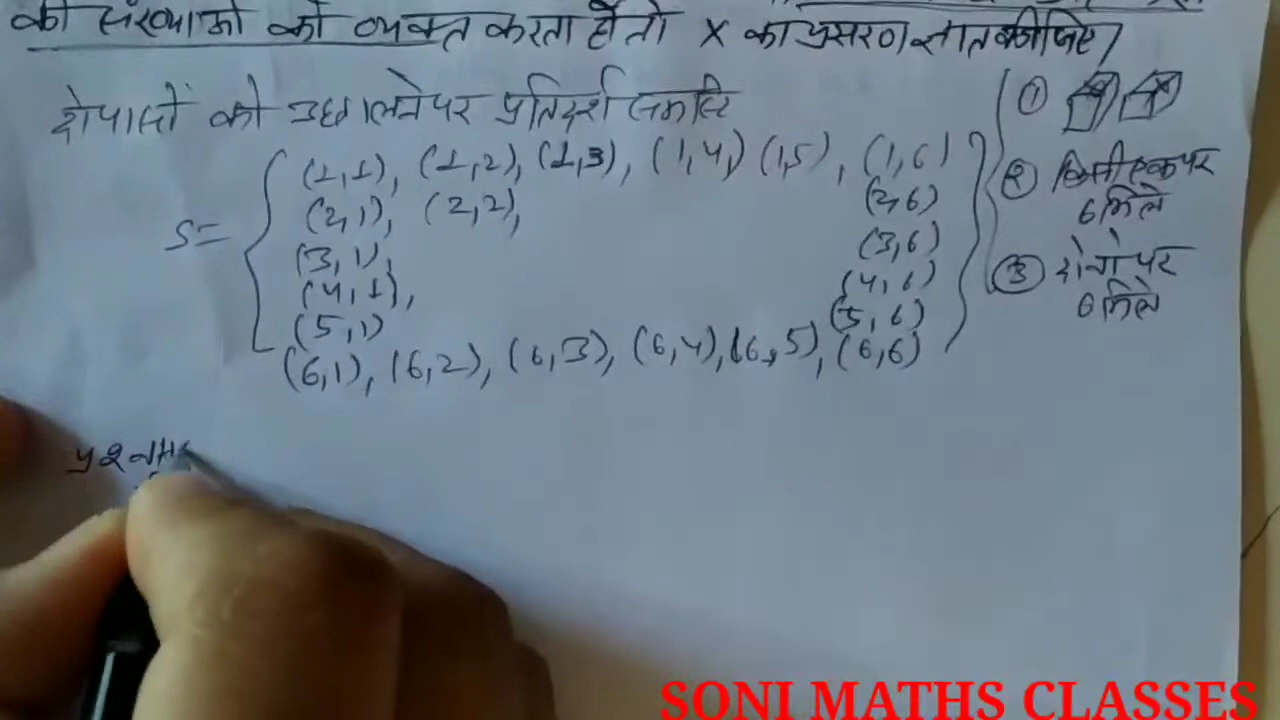 की संख्याओं को व्यक्त करता हो तो X का प्रसरण ज्ञात कीजिए/
दो पासों को उछालने पर प्रतिदर्श समष्टि
S = { (1,1), (1,2), (1,3), (1,4,) (1,5), (1,6)
(2,1), (2,2), (2,6)
(3,1), (3,6)
(4,1), (4,6)
(5,1) (5,6)
(6,1), (6,2), (6,3), (6,4), (6,5), (6,6) }
①
② किसी एक पर
6 मिले
③ दोनो पर
6 मिले
प्रश्नानु
SONI MATHS CLASSES